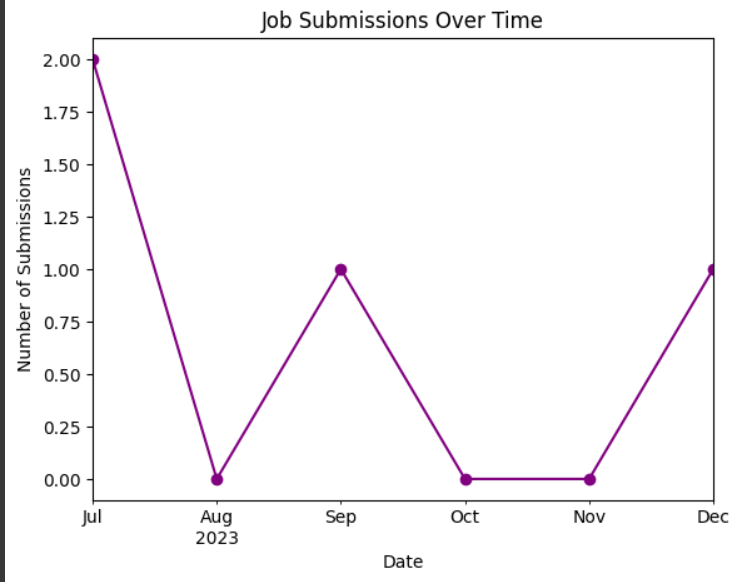 Job Submissions Over Time
Number of Submissions
2.00
1.75
1.50
1.25
1.00
0.75
0.50
0.25
0.00
Jul Aug Sep Oct Nov Dec
2023
Date